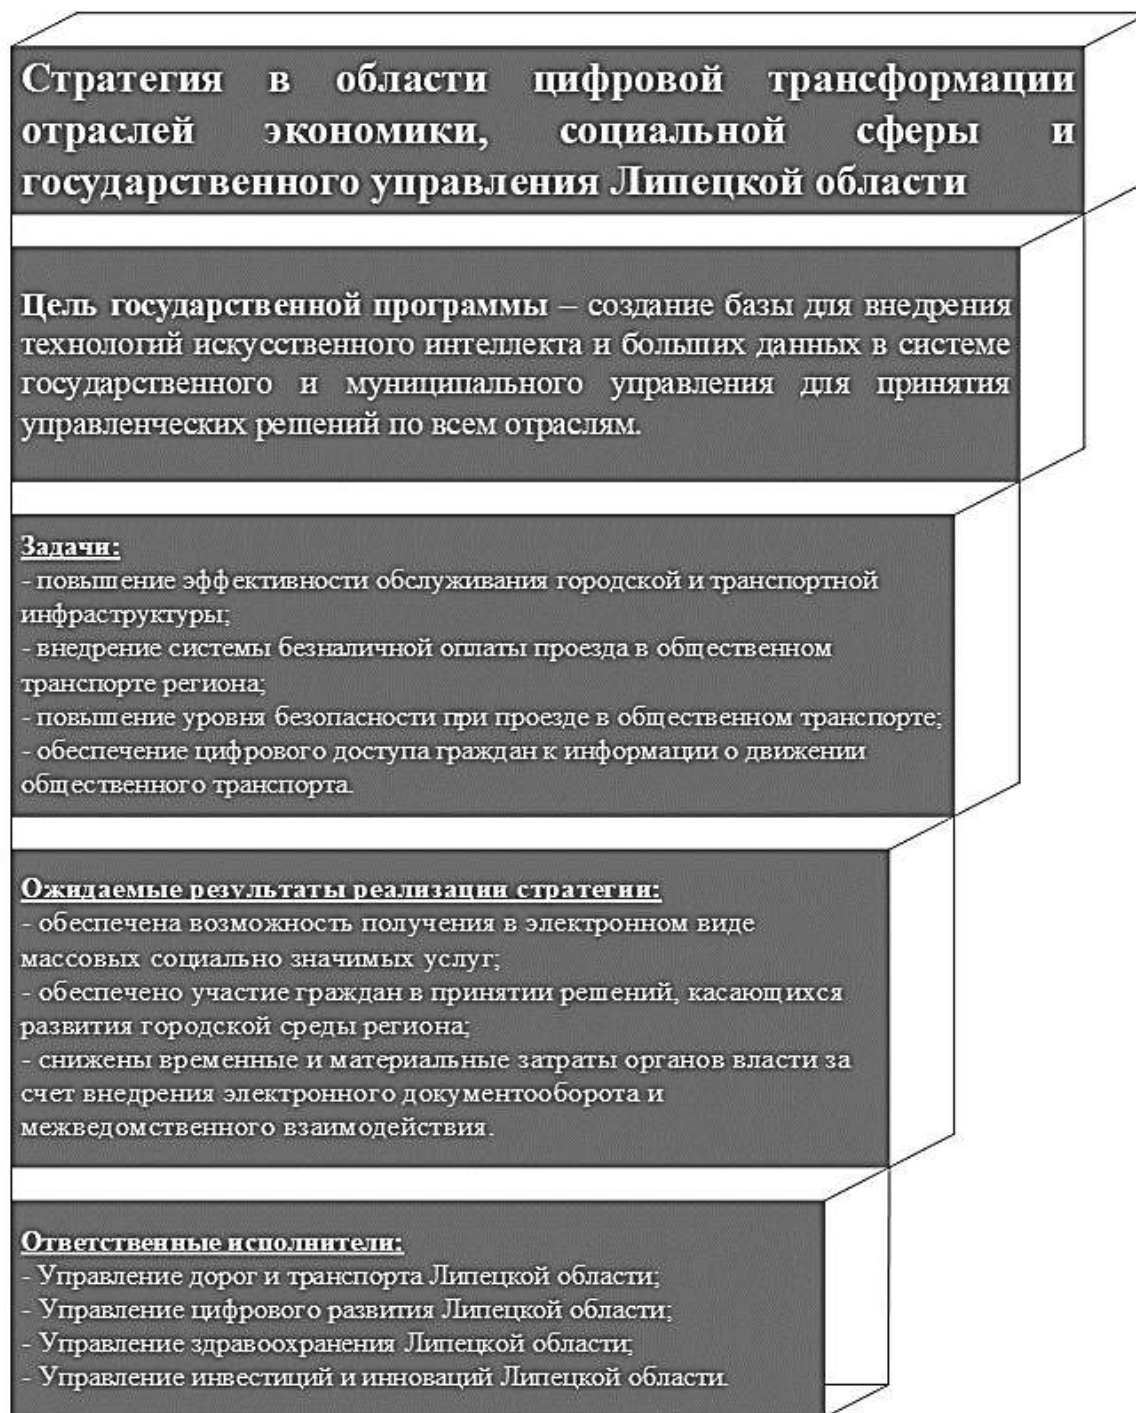 Стратегия в области цифровой трансформации
отраслей экономики, социальной сферы и
государственного управления Липецкой области
Цель государственной программы – создание базы для внедрения
технологий искусственного интеллекта и больших данных в системе
государственного и муниципального управления для принятия
управленческих решений по всем отраслям.
Задачи:
- повышение эффективности обслуживания городской и транспортной
инфраструктуры;
- внедрение системы безналичной оплаты проезда в общественном
транспорте региона;
- повышение уровня безопасности при проезде в общественном транспорте;
- обеспечение цифрового доступа граждан к информации о движении
общественного транспорта.
Ожидаемые результаты реализации стратегии:
- обеспечена возможность получения в электронном виде
массовых социально значимых услуг;
- обеспечено участие граждан в принятии решений, касающихся
развития городской среды региона;
- снижены временные и материальные затраты органов власти за
счет внедрения электронного документооборота и
межведомственного взаимодействия.
Ответственные исполнители:
- Управление дорог и транспорта Липецкой области;
- Управление цифрового развития Липецкой области;
- Управление здравоохранения Липецкой области;
- Управление инвестиций и инноваций Липецкой области.